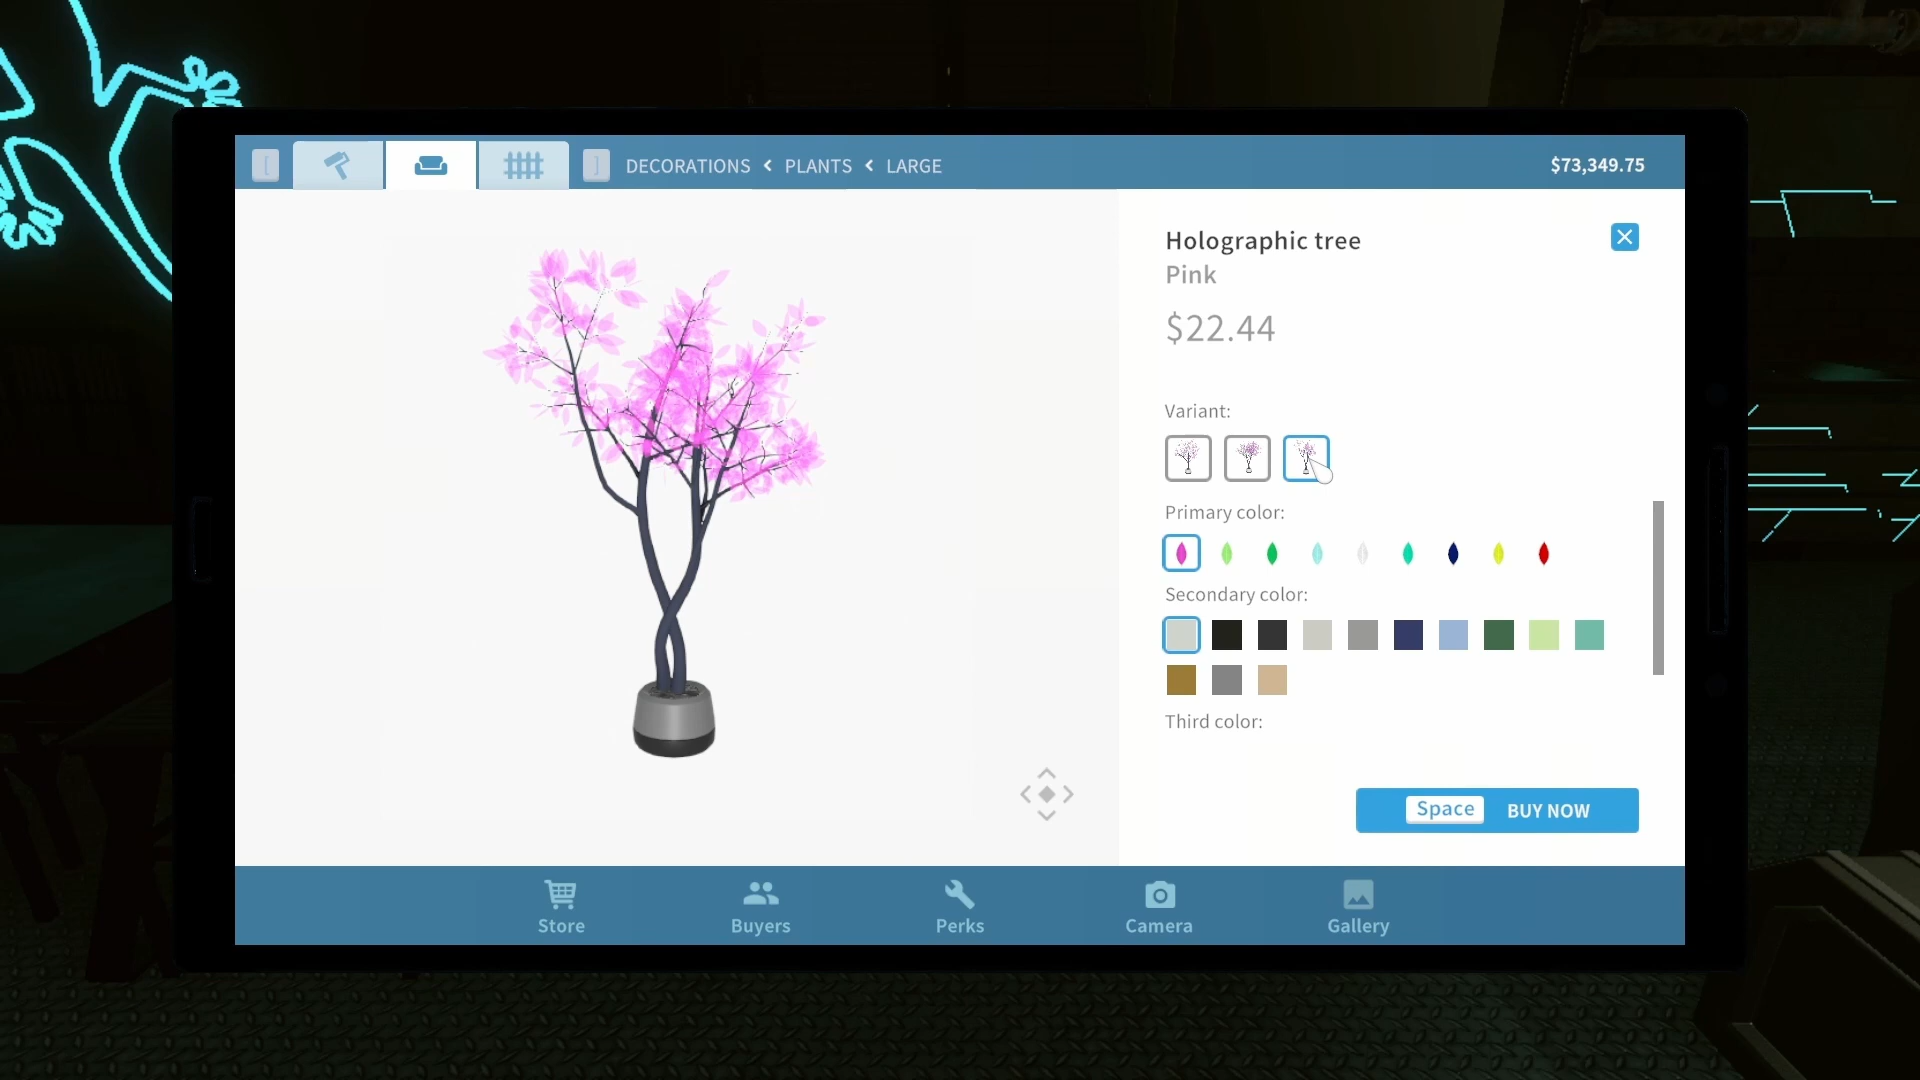 [
]
DECORATIONS < PLANTS < LARGE
$73,349.75
Holographic tree
Pink
$22.44
Variant:
Primary color:
Secondary color:
Third color:
Space BUY NOW
Store
Buyers
Perks
Camera
Gallery